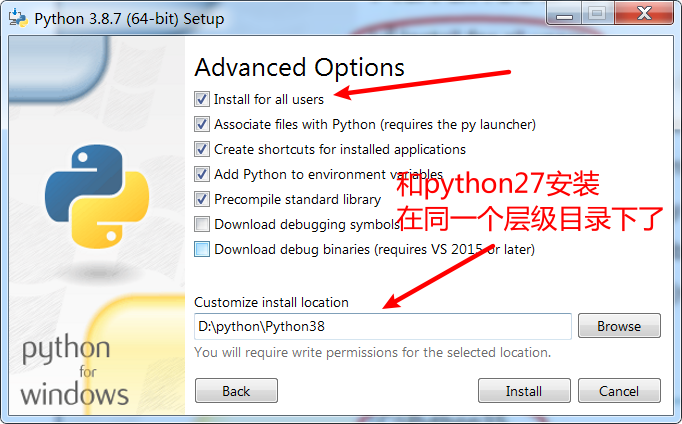 Python 3.8.7 (64-bit) Setup
Advanced Options
Install for all users
Associate files with Python (requires the py launcher)
Create shortcuts for installed applications
Add Python to environment variables
Precompile standard library
Download debugging symbols
Download debug binaries (requires VS 2015 or later)
和python27安装
在同一个层级目录下了
Customize install location
D:\python\Python38
Browse
You will require write permissions for the selected location.
python
for
windows
Back
Install
Cancel